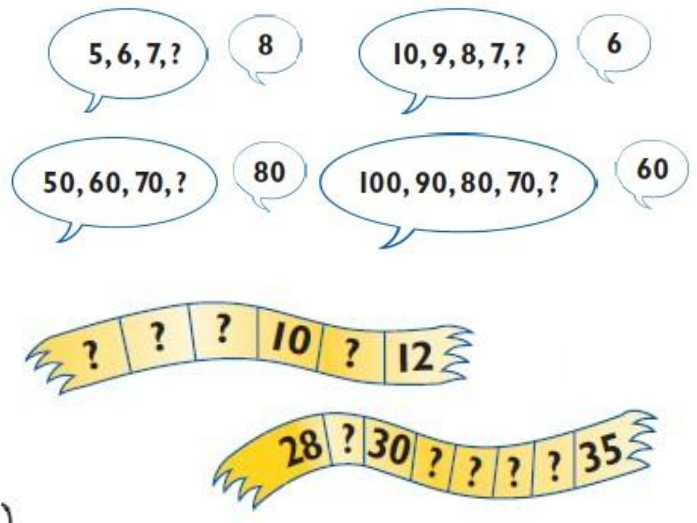 5, 6, 7, ? 8 10, 9, 8, 7, ? 6
50, 60, 70, ? 80 100, 90, 80, 70, ? 60
? ? ? 10 ? 12
28 ? 30 ? ? ? ? 35
)